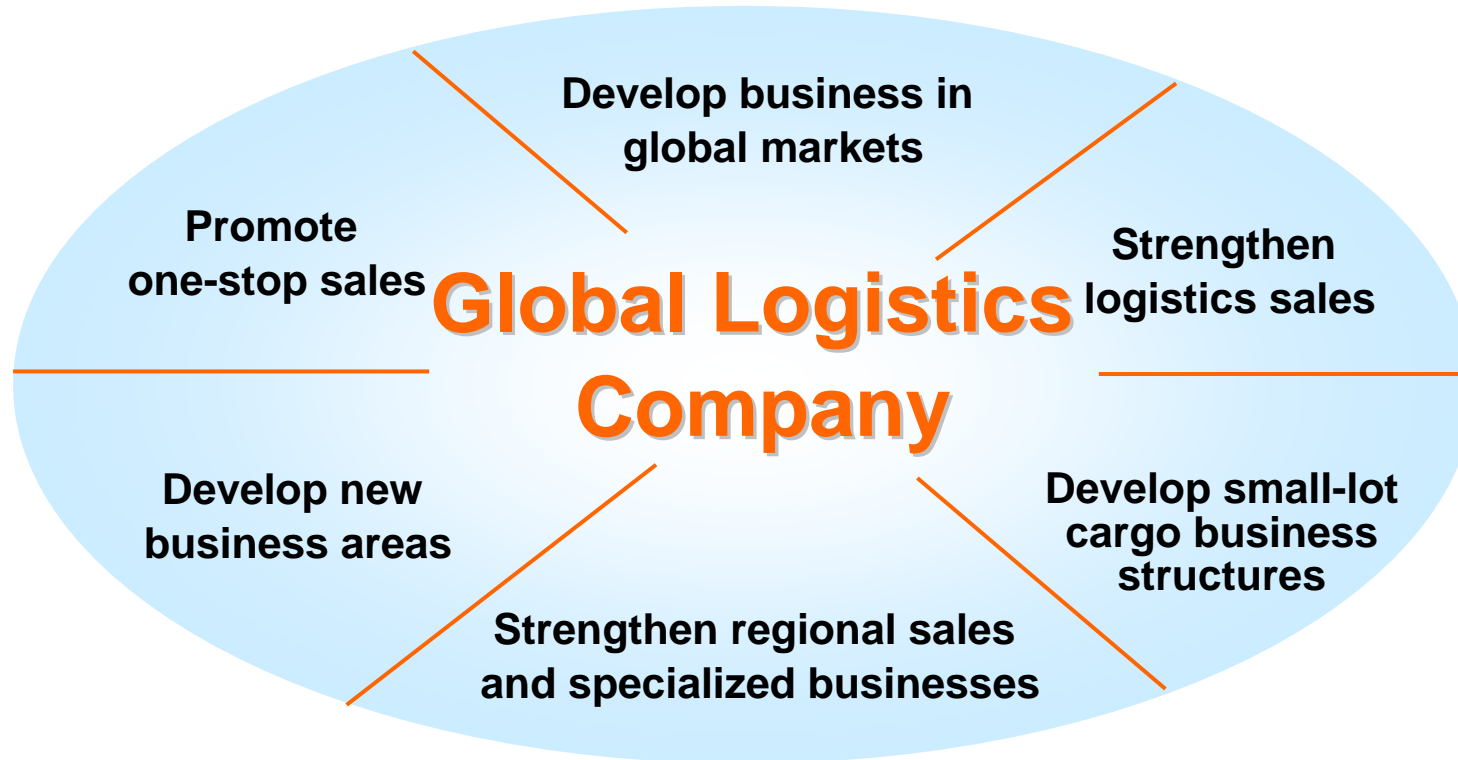 Develop business in
global markets
Promote
one-stop sales
Strengthen
logistics sales
Global Logistics
Company
Develop new
business areas
Develop small-lot
cargo business
structures
Strengthen regional sales
and specialized businesses